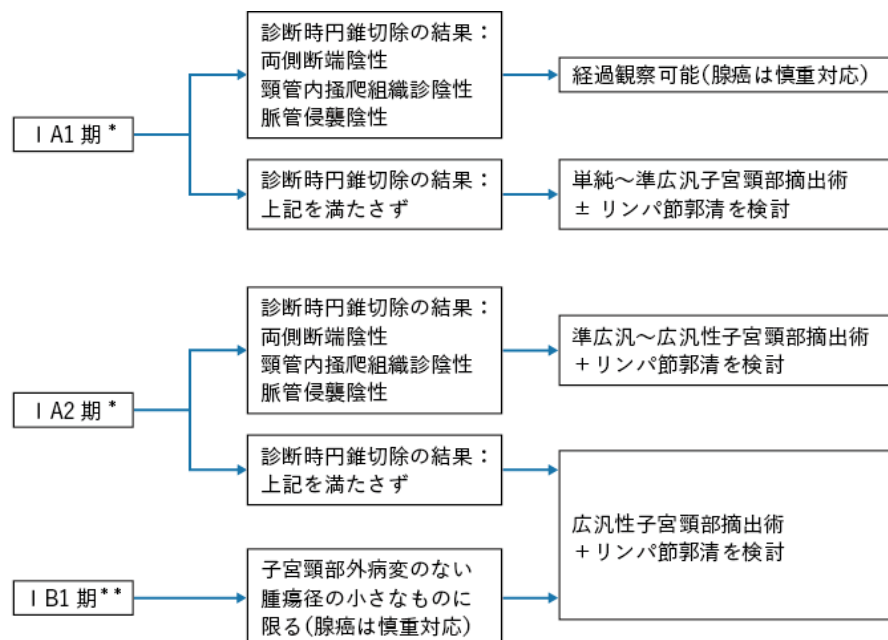 診断時円錐切除の結果：
両側断端陰性
頸管内掻爬組織診陰性
脈管侵襲陰性
経過観察可能(腺癌は慎重対応)
Ⅰ A1 期 *
診断時円錐切除の結果：
上記を満たさず
単純～準広汎子宮頸部摘出術
± リンパ節郭清を検討
診断時円錐切除の結果：
両側断端陰性
頸管内掻爬組織診陰性
脈管侵襲陰性
準広汎～広汎性子宮頸部摘出術
＋リンパ節郭清を検討
Ⅰ A2 期 *
診断時円錐切除の結果：
上記を満たさず
広汎性子宮頸部摘出術
＋リンパ節郭清を検討
Ⅰ B1 期**
子宮頸部外病変のない
腫瘍径の小さなものに
限る(腺癌は慎重対応)